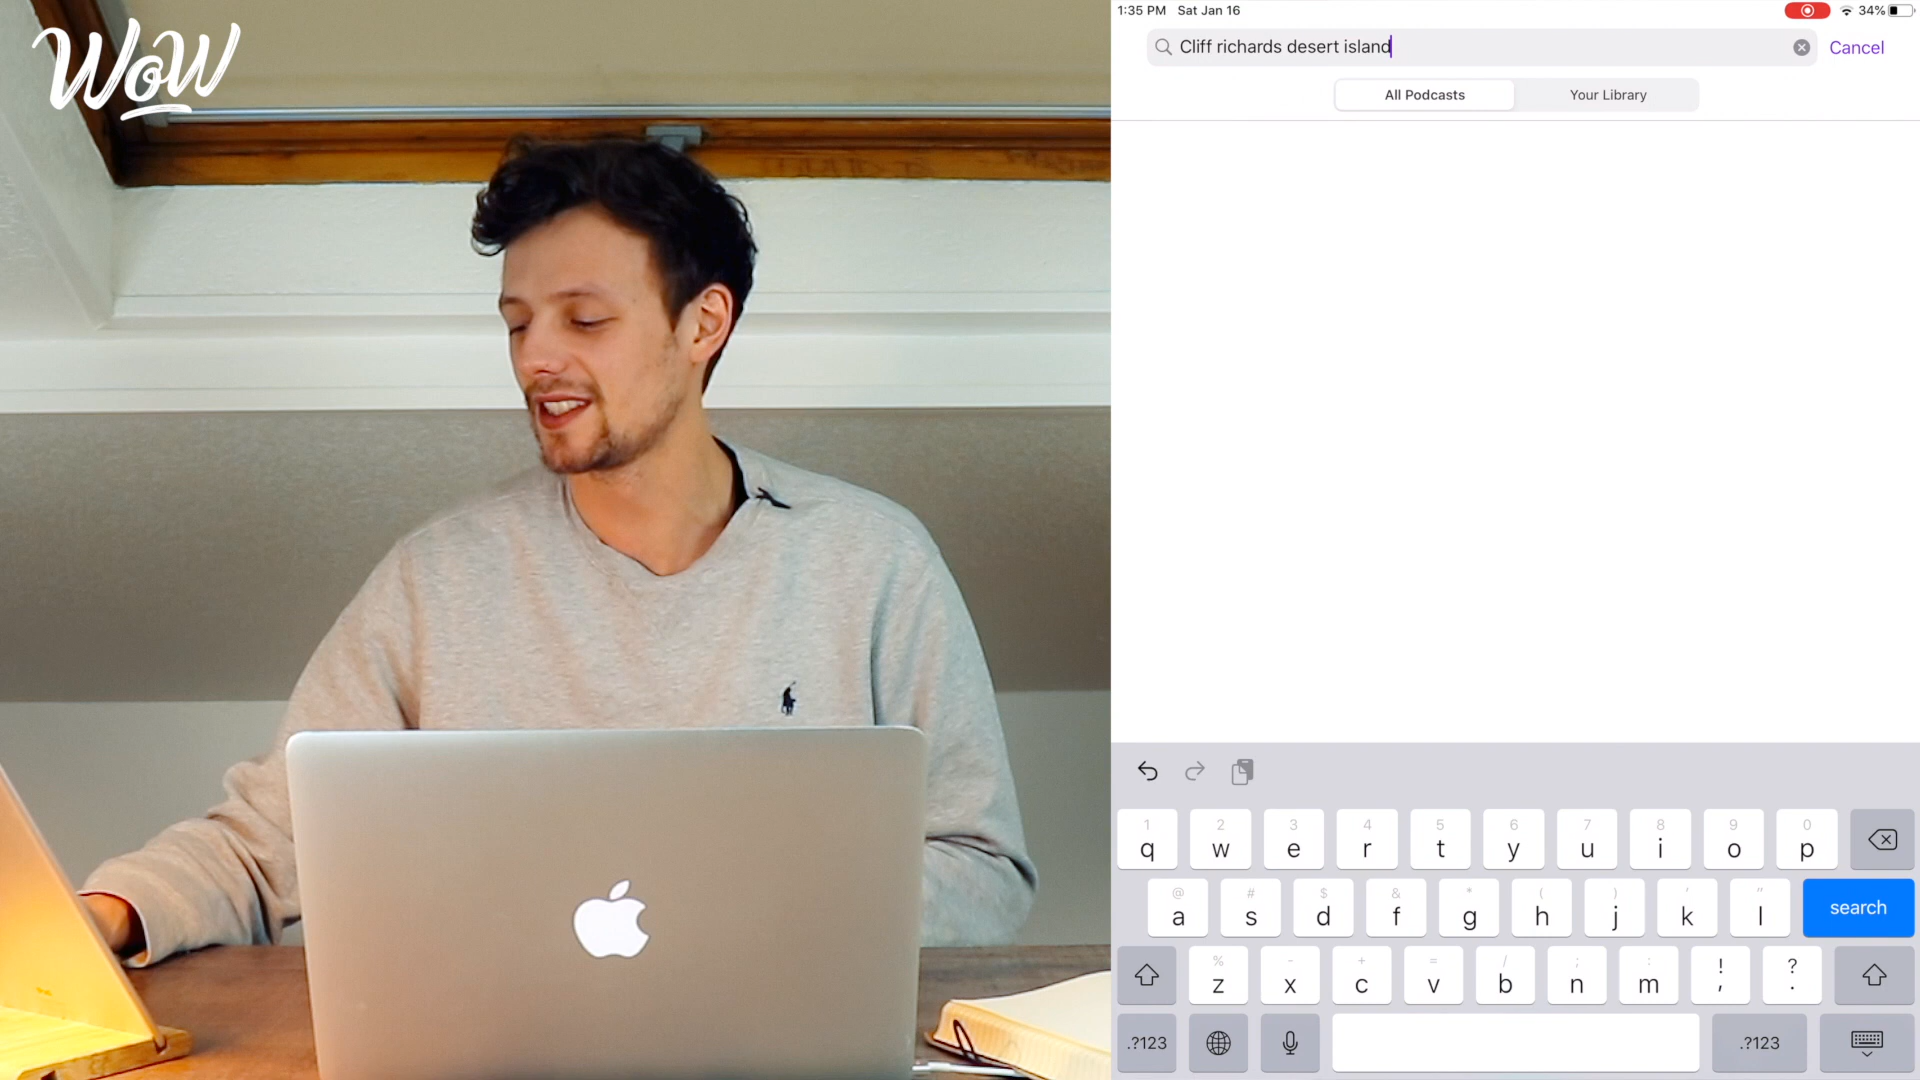 WoW
1:35 PM Sat Jan 16
34%
Cliff richards desert island
Cancel
All Podcasts
Your Library
1 2 3 4 5 6 7 8 9 0
q w e r t y u i o p
@ # $ & * ( ) ' "
a s d f g h j k l search
% - + = / ; : ! ?
z x c v b n m , .
.?123 .?123